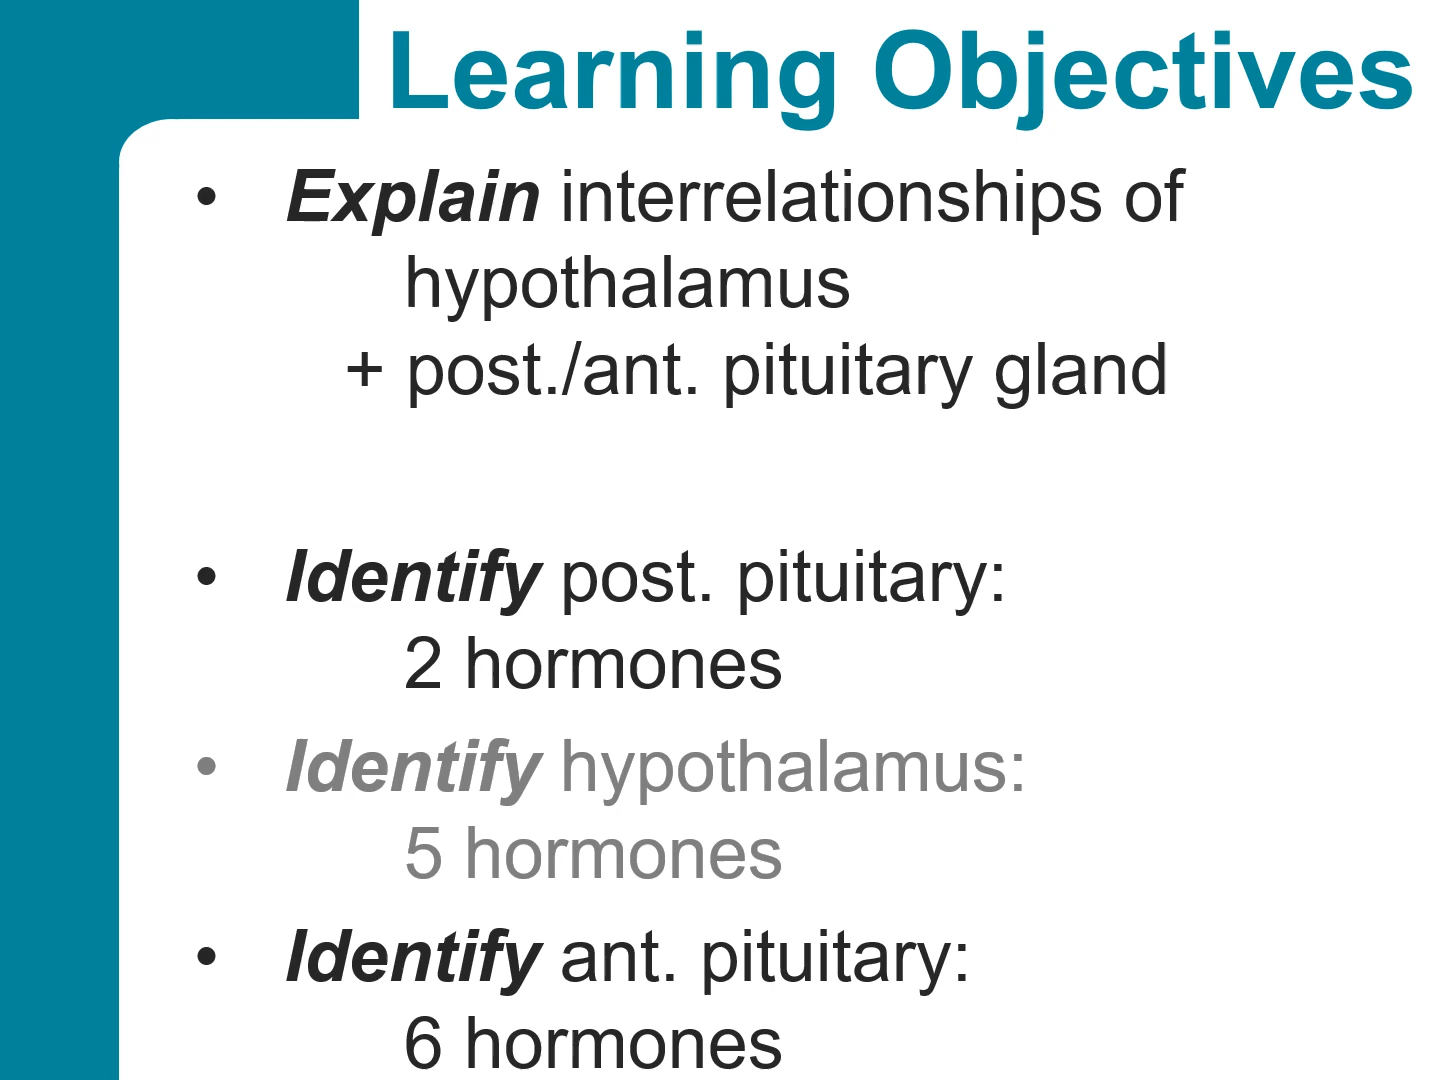 Learning Objectives
• Explain interrelationships of
hypothalamus
+ post./ant. pituitary gland
• Identify post. pituitary:
2 hormones
• Identify hypothalamus:
5 hormones
• Identify ant. pituitary:
6 hormones